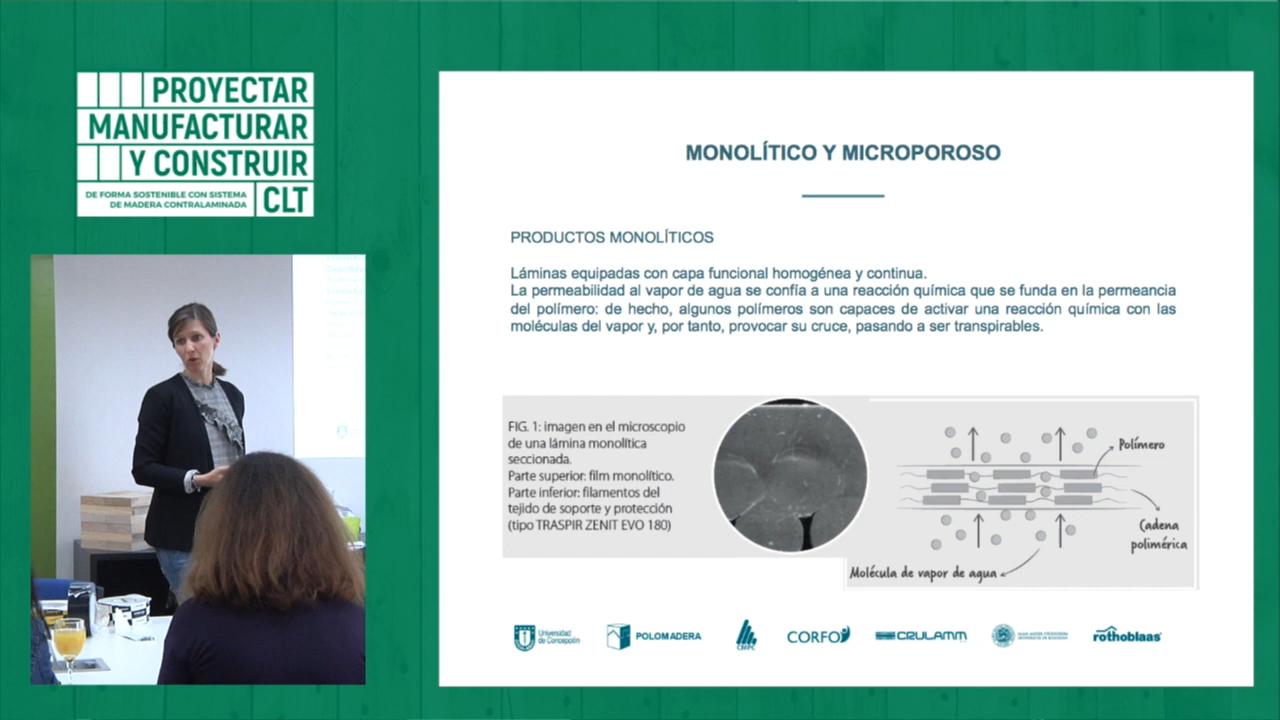 PROYECTAR
MANUFACTURAR
Y CONSTRUIR
DE FORMA SOSTENIBLE CON SISTEMA
DE MADERA CONTRALAMINADA
CLT
MONOLÍTICO Y MICROPOROSO
PRODUCTOS MONOLÍTICOS
Láminas equipadas con capa funcional homogénea y continua.
La permeabilidad al vapor de agua se confía a una reacción química que se funda en la permeancia
del polímero: de hecho, algunos polímeros son capaces de activar una reacción química con las
moléculas del vapor y, por tanto, provocar su cruce, pasando a ser transpirables.
FIG. 1: imagen en el microscopio
de una lámina monolítica
seccionada.
Parte superior: film monolítico.
Parte inferior: filamentos del
tejido de soporte y protección
(tipo TRASPIR ZENIT EVO 180)
Polímero
Cadena
polimérica
Molécula de vapor de agua
Universidad
de Concepción
POLOMADERA
CMPC
CORFO
CRULAMM
rothoblaas